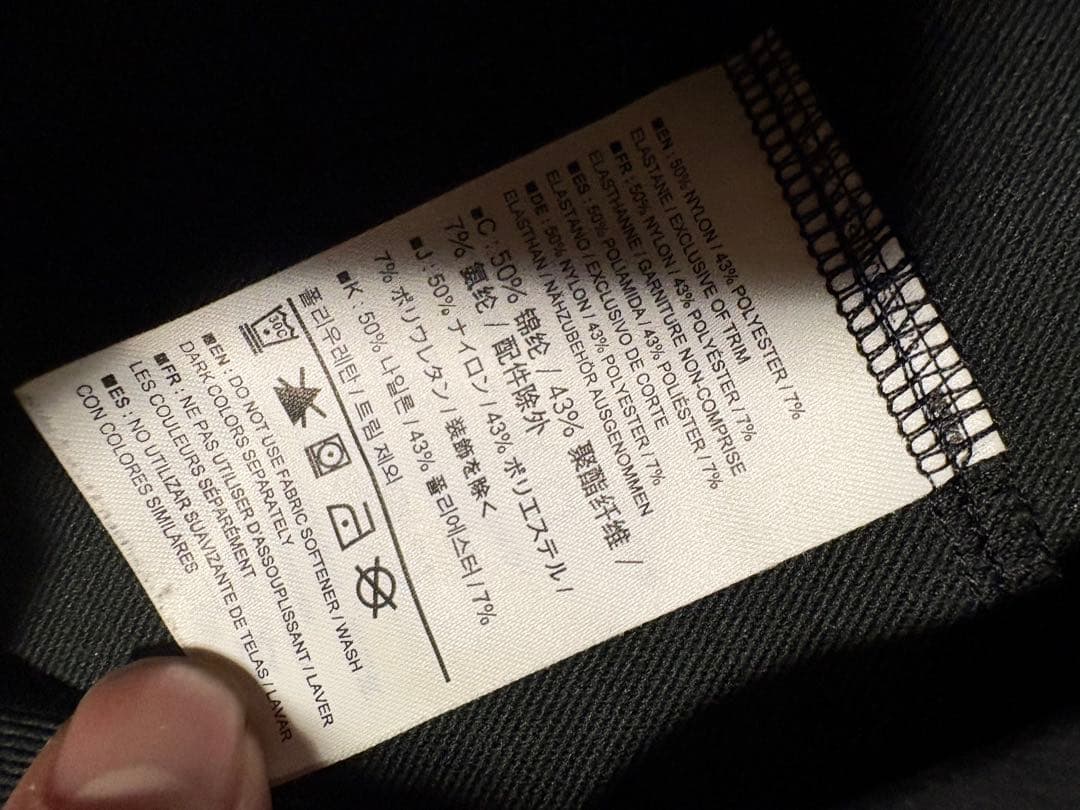 ■EN : 50% NYLON / 43% POLYESTER / 7%
ELASTANE / EXCLUSIVE OF TRIM
■FR : 50% NYLON / 43% POLYÉSTER / 7%
ELASTHANNE / GARNITURE NON-COMPRISE
■ES : 50% POLIAMIDA / 43% POLIÉSTER / 7%
ELASTANO / EXCLUSIVO DE CORTE
■DE : 50% NYLON / 43% POLYESTER / 7%
ELASTHAN / NÄHZUBEHÖR AUSGENOMMEN
■C : 50% 锦纶 / 43% 聚酯纤维 /
7% 氨纶 / 配件除外
■J : 50% ナイロン / 43% ポリエステル /
7% ポリウレタン / 装飾を除く
■K : 50% 나일론 / 43% 폴리에스터 / 7%
폴리우레탄 / 트림 제외
30C
■EN : DO NOT USE FABRIC SOFTENER / WASH
DARK COLORS SEPARATELY
■FR : NE PAS UTILISER D'ASSOUPLISSANT / LAVER
LES COULEURS SÉPARÉMENT
■ES : NO UTILIZAR SUAVIZANTE DE TELAS / LAVAR
CON COLORES SIMILARES